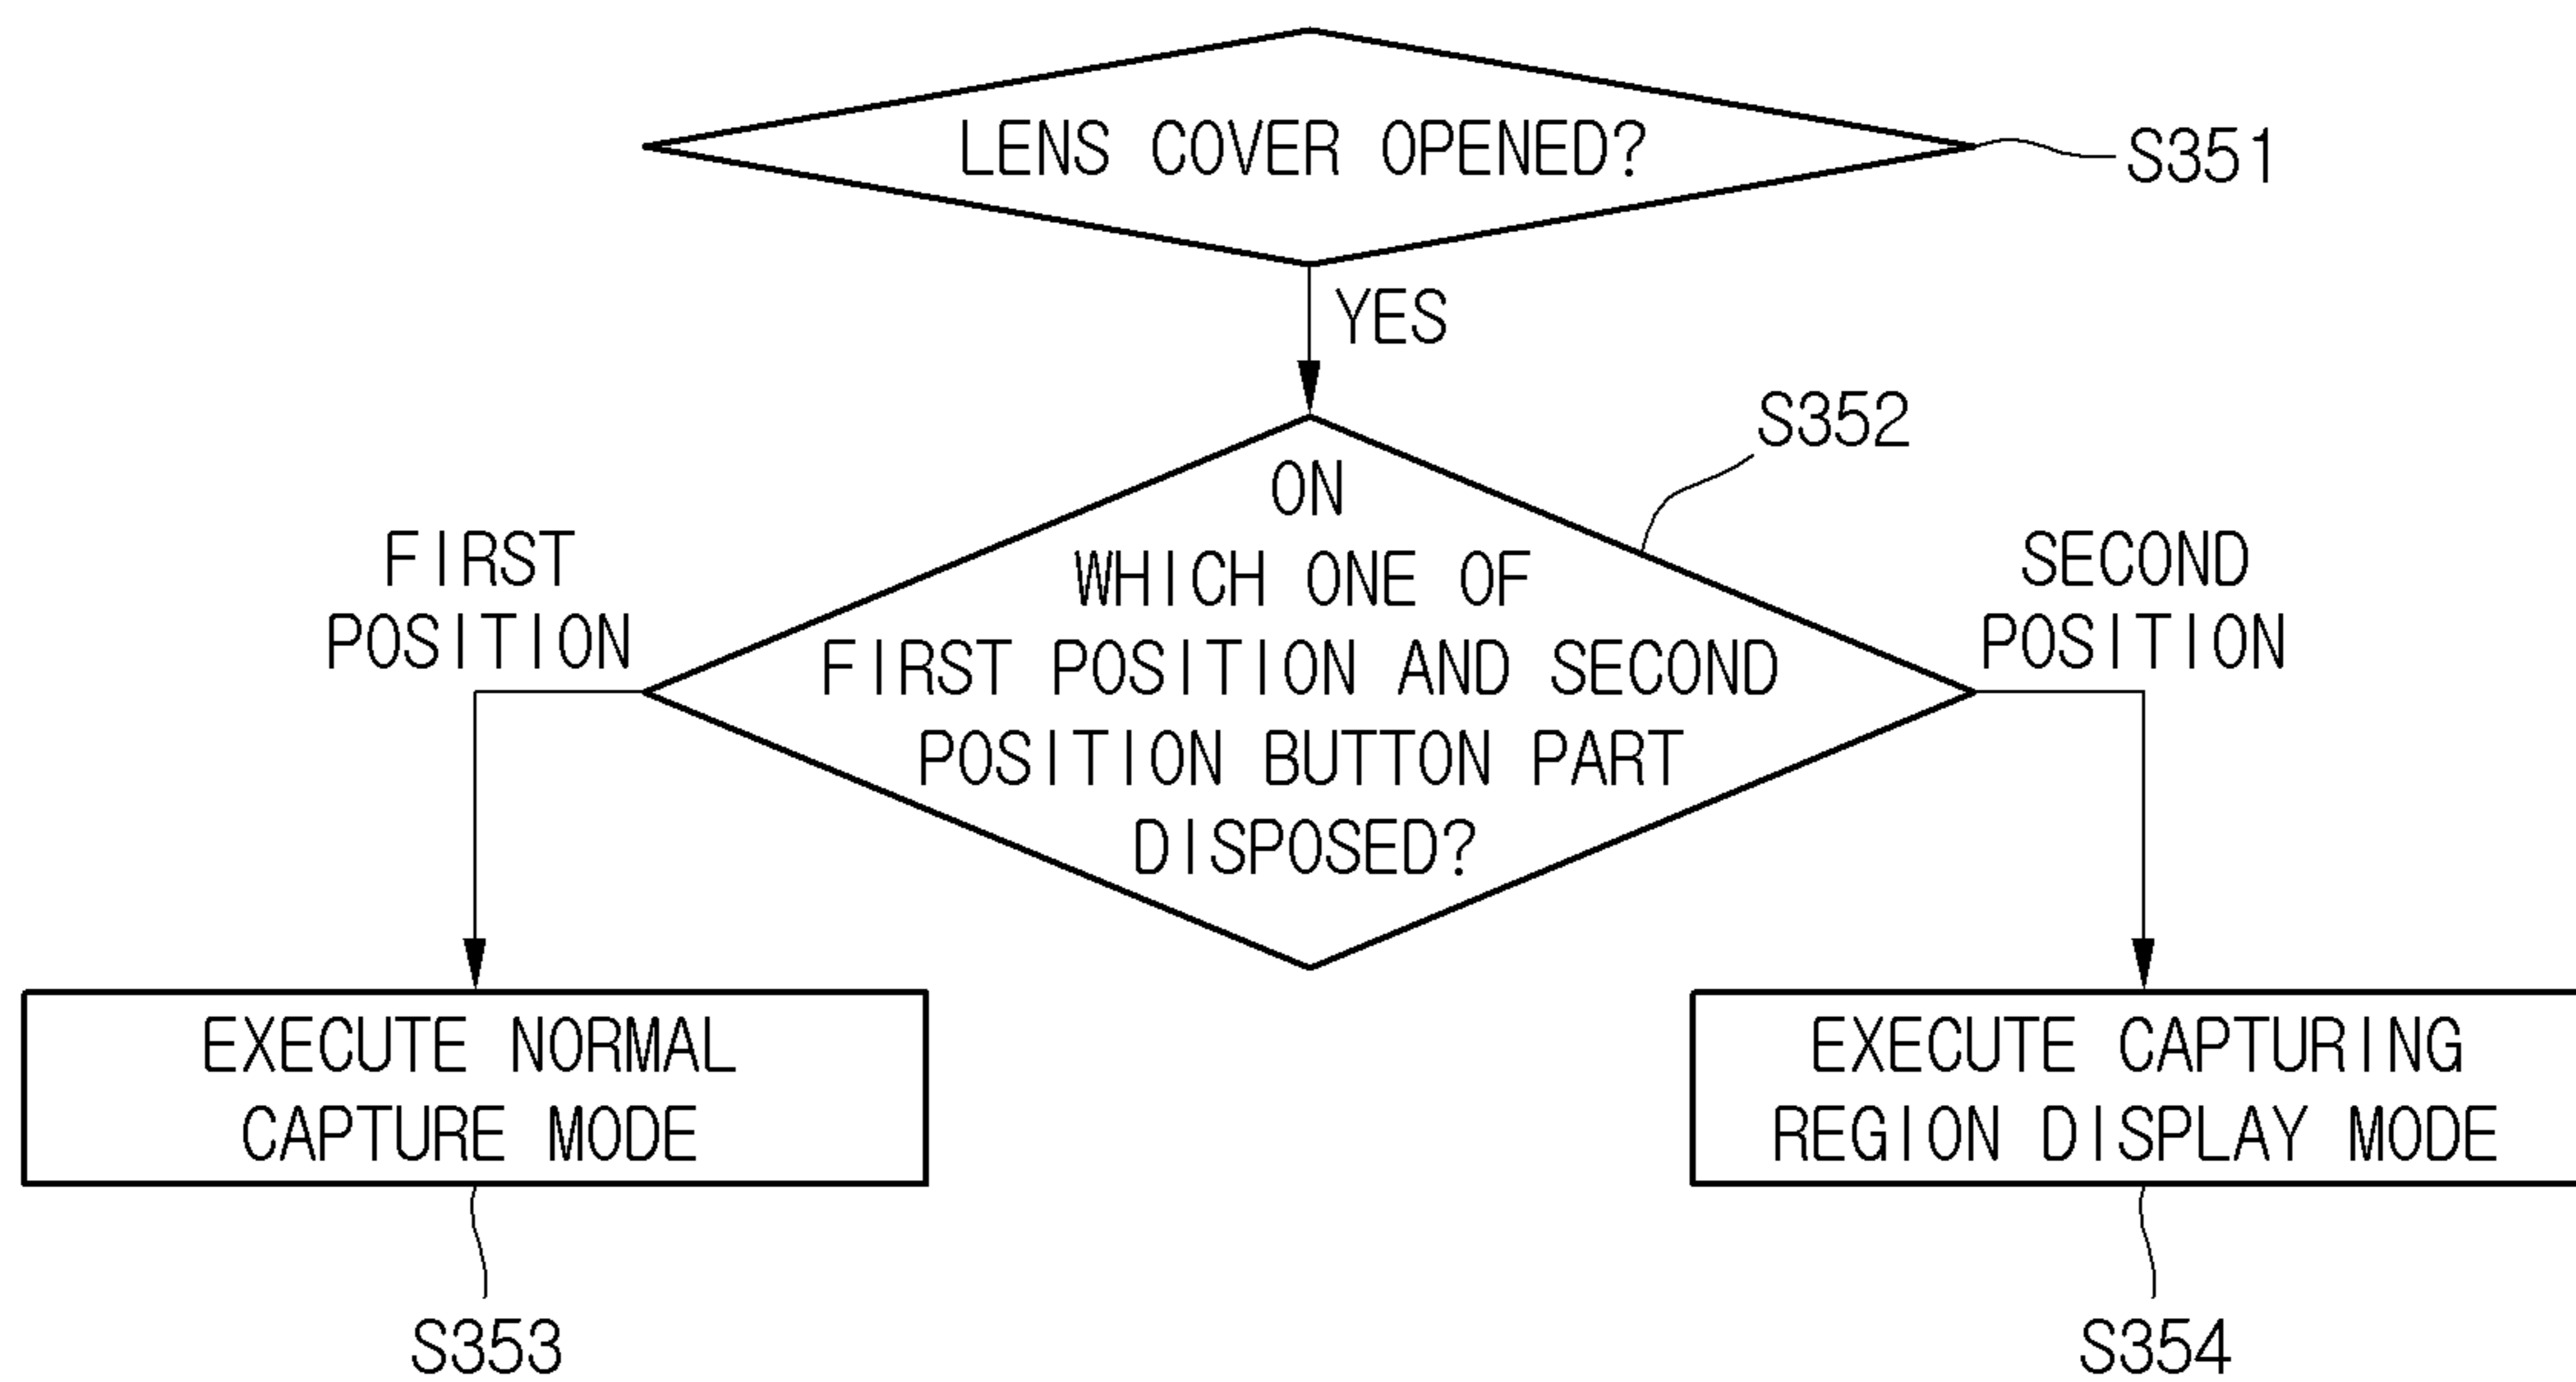 LENS COVER OPENED?
S351
YES
S352
ON
WHICH ONE OF
FIRST POSITION AND SECOND
POSITION BUTTON PART
DISPOSED?
FIRST
POSITION
SECOND
POSITION
EXECUTE NORMAL
CAPTURE MODE
EXECUTE CAPTURING
REGION DISPLAY MODE
S353
S354